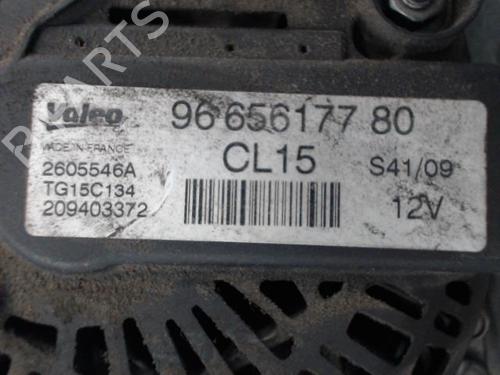 Valeo
96 656177 80
MADE IN FRANCE
CL15
S41/09
2605546A
TG15C134
209403372
12V